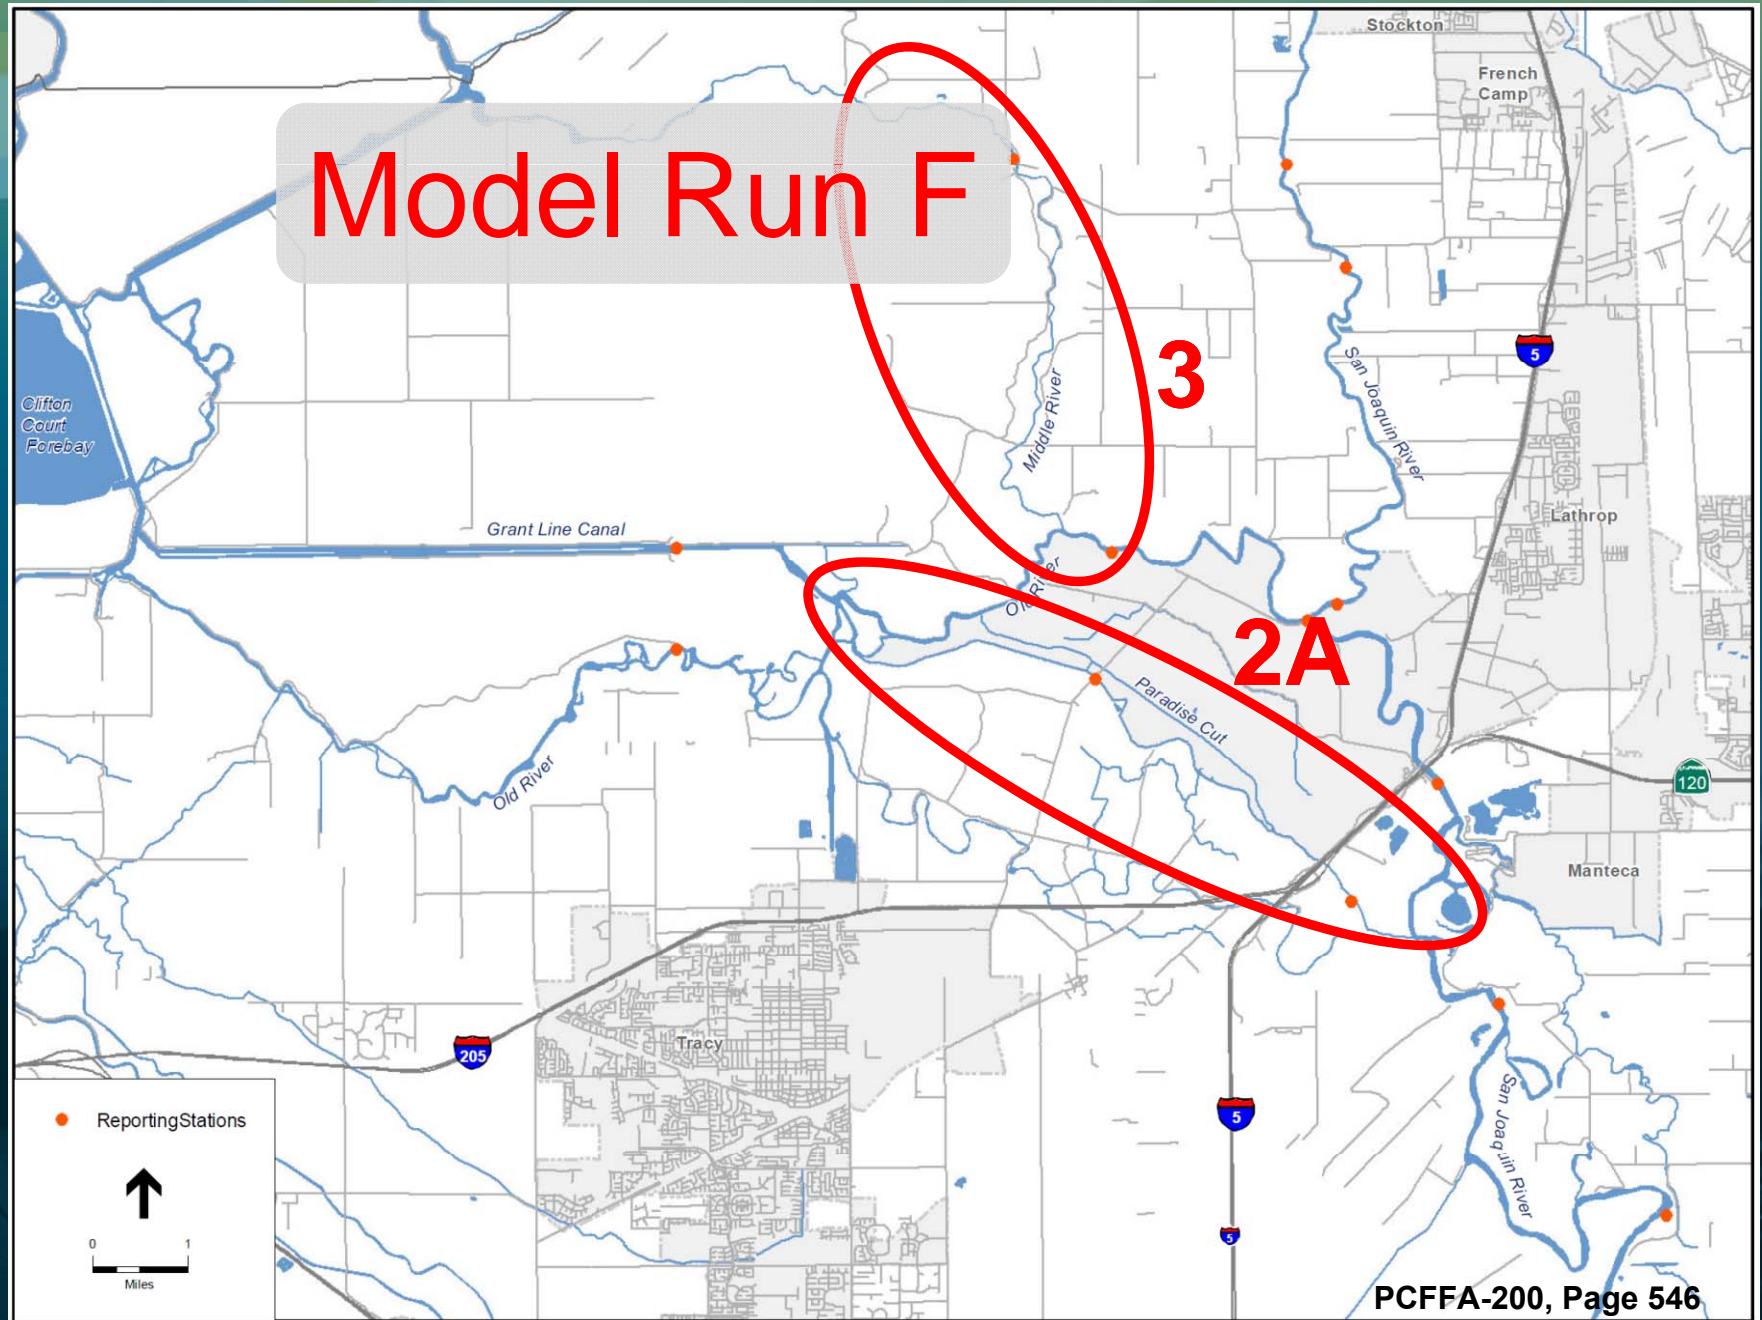 Stockton
French
Camp
Model Run F
3
5
San Joaquin River
Clifton
Court
Forebay
Middle River
Lathrop
Grant Line Canal
Old River
2A
Paradise Cut
Old River
120
Manteca
Tracy
205
5
San Joaquin River
ReportingStations
0 1
Miles
5
PCFFA-200, Page 546